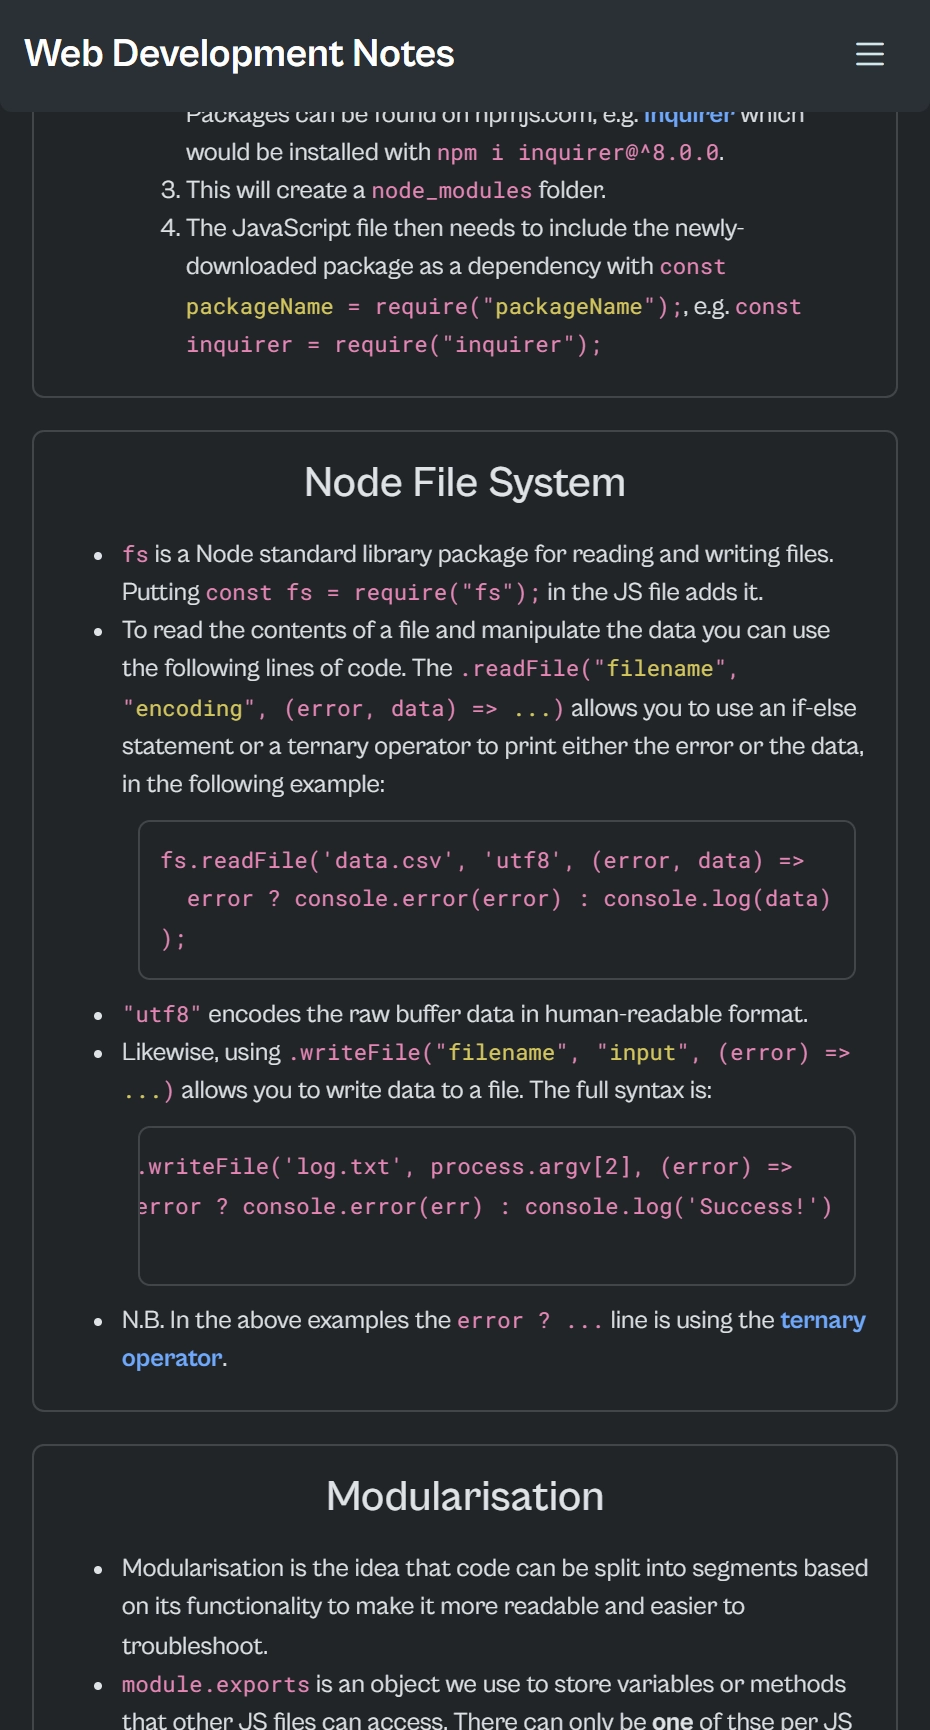 Web Development Notes
Packages can be found on npmjs.com, e.g. inquirer which
would be installed with npm i inquirer@^8.0.0.
3. This will create a node_modules folder.
4. The JavaScript file then needs to include the newly-
downloaded package as a dependency with const
packageName = require("packageName");, e.g. const
inquirer = require("inquirer");
Node File System
• fs is a Node standard library package for reading and writing files.
Putting const fs = require("fs"); in the JS file adds it.
• To read the contents of a file and manipulate the data you can use
the following lines of code. The .readFile("filename",
"encoding", (error, data) => ...) allows you to use an if-else
statement or a ternary operator to print either the error or the data,
in the following example:
fs.readFile('data.csv', 'utf8', (error, data) =>
error ? console.error(error) : console.log(data)
);
• "utf8" encodes the raw buffer data in human-readable format.
• Likewise, using .writeFile("filename", "input", (error) =>
...) allows you to write data to a file. The full syntax is:
.writeFile('log.txt', process.argv[2], (error) =>
error ? console.error(err) : console.log('Success!')
• N.B. In the above examples the error ? ... line is using the ternary
operator.
Modularisation
• Modularisation is the idea that code can be split into segments based
on its functionality to make it more readable and easier to
troubleshoot.
• module.exports is an object we use to store variables or methods
that other JS files can access. There can only be one of thse per JS